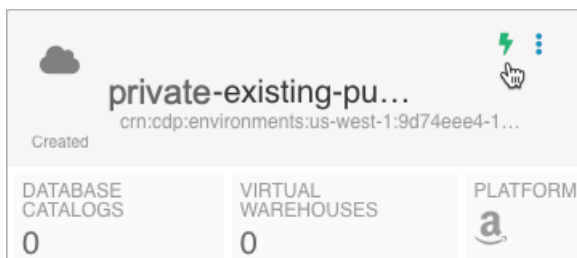 private-existing-pu...
crn:cdp:environments:us-west-1:9d74eee4-1...
Created
DATABASE
CATALOGS
0
VIRTUAL
WAREHOUSES
0
PLATFORM
a